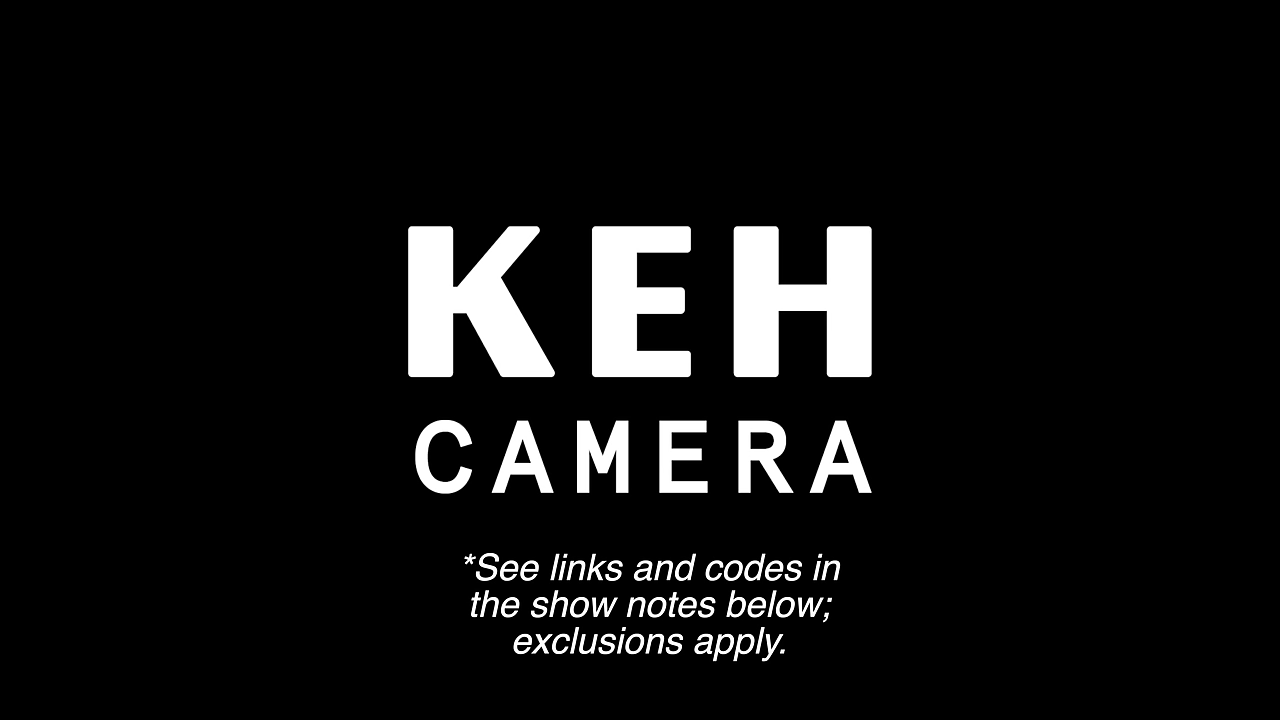 KEH
CAMERA
*See links and codes in
the show notes below;
exclusions apply.